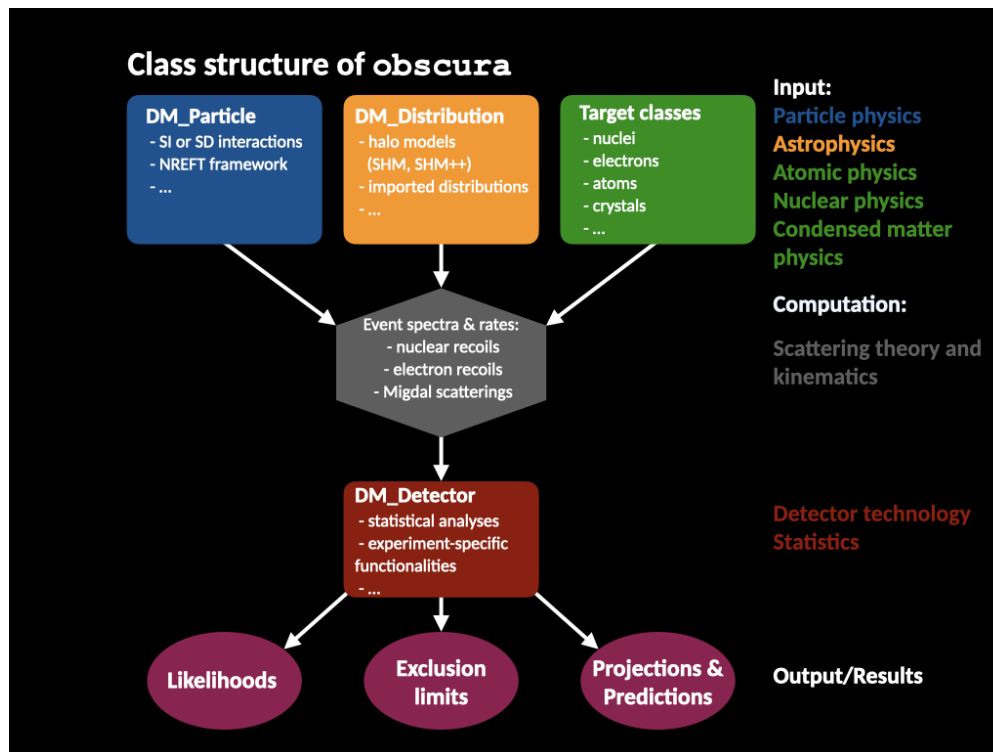 Class structure of obscura
DM_Particle
- SI or SD interactions
- NREFT framework
- ...
DM_Distribution
- halo models
(SHM, SHM++)
- imported distributions
- ...
Target classes
- nuclei
- electrons
- atoms
- crystals
- ...
Input:
Particle physics
Astrophysics
Atomic physics
Nuclear physics
Condensed matter
physics
Event spectra & rates:
- nuclear recoils
- electron recoils
- Migdal scatterings
Computation:
Scattering theory and
kinematics
DM_Detector
- statistical analyses
- experiment-specific
functionalities
- ...
Detector technology
Statistics
Likelihoods
Exclusion
limits
Projections &
Predictions
Output/Results